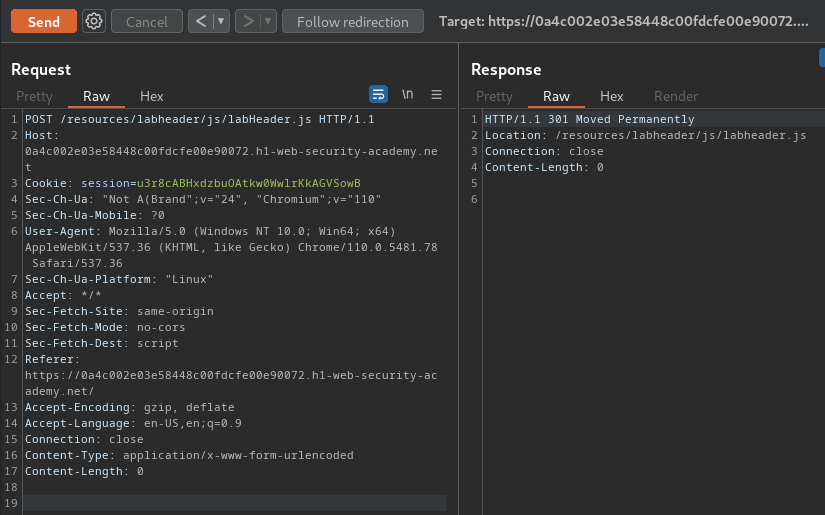 Send Cancel < > Follow redirection Target: https://0a4c002e03e58448c00fdcfe00e90072....
Request
Pretty Raw Hex \n
1 POST /resources/labheader/js/labHeader.js HTTP/1.1
2 Host:
0a4c002e03e58448c00fdcfe00e90072.h1-web-security-academy.ne
t
3 Cookie: session=u3r8cABHxdzbuOAtkw0WwlrKkAGVSowB
4 Sec-Ch-Ua: "Not A(Brand";v="24", "Chromium";v="110"
5 Sec-Ch-Ua-Mobile: ?0
6 User-Agent: Mozilla/5.0 (Windows NT 10.0; Win64; x64)
AppleWebKit/537.36 (KHTML, like Gecko) Chrome/110.0.5481.78
Safari/537.36
7 Sec-Ch-Ua-Platform: "Linux"
8 Accept: */*
9 Sec-Fetch-Site: same-origin
10 Sec-Fetch-Mode: no-cors
11 Sec-Fetch-Dest: script
12 Referer:
https://0a4c002e03e58448c00fdcfe00e90072.h1-web-security-ac
ademy.net/
13 Accept-Encoding: gzip, deflate
14 Accept-Language: en-US,en;q=0.9
15 Connection: close
16 Content-Type: application/x-www-form-urlencoded
17 Content-Length: 0
18
19
Response
Pretty Raw Hex Render
1 HTTP/1.1 301 Moved Permanently
2 Location: /resources/labheader/js/labheader.js
3 Connection: close
4 Content-Length: 0
5
6